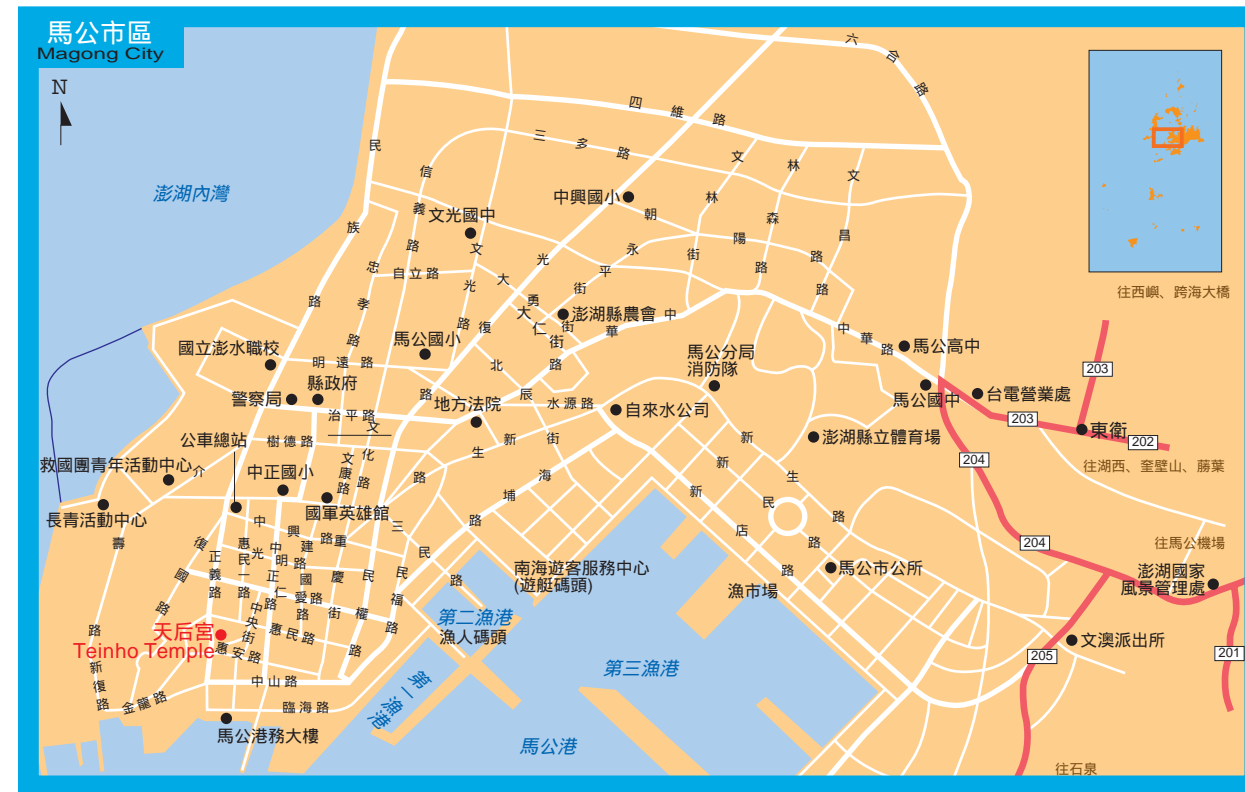 馬公市區
Magong City
N
澎湖內灣
六合路
四維路
三多路
文林街
林森路
文昌路
民族路
信義路
忠孝路
自立路
文光路
大勇街
大仁街
光復路
永平街
朝陽路
中興國小
文光國中
澎湖縣農會
中華路
中華路
馬公國小
國立澎水職校
明遠路
縣政府
警察局
治平路
地方法院
北辰街
水源路
自來水公司
馬公分局
消防隊
馬公高中
馬公國中
台電營業處
東衛
澎湖縣立體育場
往西嶼、跨海大橋
203
203
202
往湖西、奎壁山、蒴葉
204
204
往馬公機場
公車總站
樹德路
文化路
文康路
救國團青年活動中心
中正國小
國軍英雄館
長青活動中心
介壽路
新生路
海埔路
三民路
新店路
新生路
民路
復國路
正義路
惠民一路
中興路
光明路
建國路
重慶街
中正路
仁愛路
民權路
民福路
中央街
惠民路
惠安路
天后宮
Teinho Temple
中山路
臨海路
新復路
金龍路
馬公港務大樓
南海遊客服務中心
(遊艇碼頭)
第二漁港
漁人碼頭
第一漁港
第三漁港
馬公港
漁市場
馬公市公所
澎湖國家
風景管理處
文澳派出所
205
201
往石泉